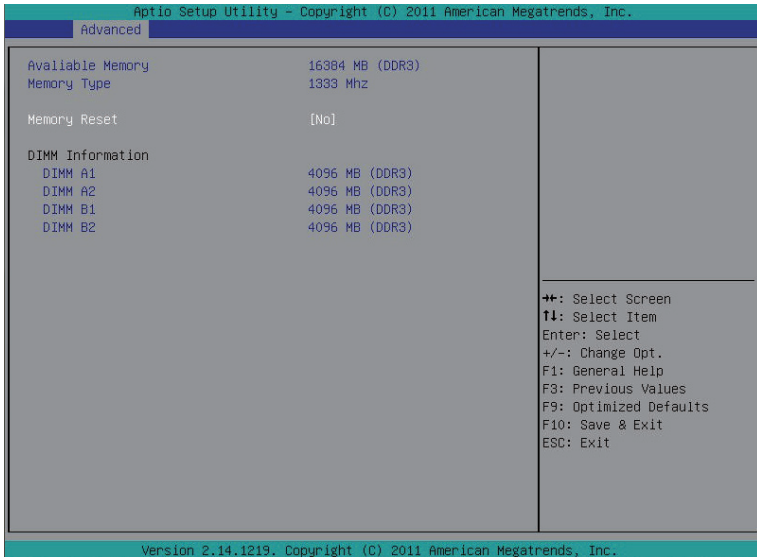 Aptio Setup Utility – Copyright (C) 2011 American Megatrends, Inc.
Advanced
Avaliable Memory 16384 MB (DDR3)
Memory Type 1333 Mhz
Memory Reset [No]
DIMM Information
DIMM A1 4096 MB (DDR3)
DIMM A2 4096 MB (DDR3)
DIMM B1 4096 MB (DDR3)
DIMM B2 4096 MB (DDR3)
→←: Select Screen
↑↓: Select Item
Enter: Select
+/-: Change Opt.
F1: General Help
F3: Previous Values
F9: Optimized Defaults
F10: Save & Exit
ESC: Exit
Version 2.14.1219. Copyright (C) 2011 American Megatrends, Inc.